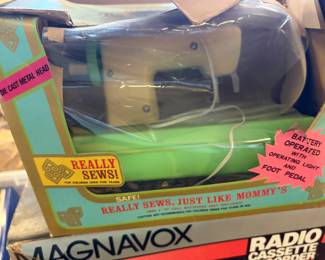 DIE CAST METAL HEAD
REALLY
SEWS!
BATTERY
OPERATED
WITH
OPERATING LIGHT
AND
FOOT PEDAL
SAFE!
REALLY SEWS, JUST LIKE MOMMY'S
MAGNAVOX
RADIO
CASSETTE
RECORDER